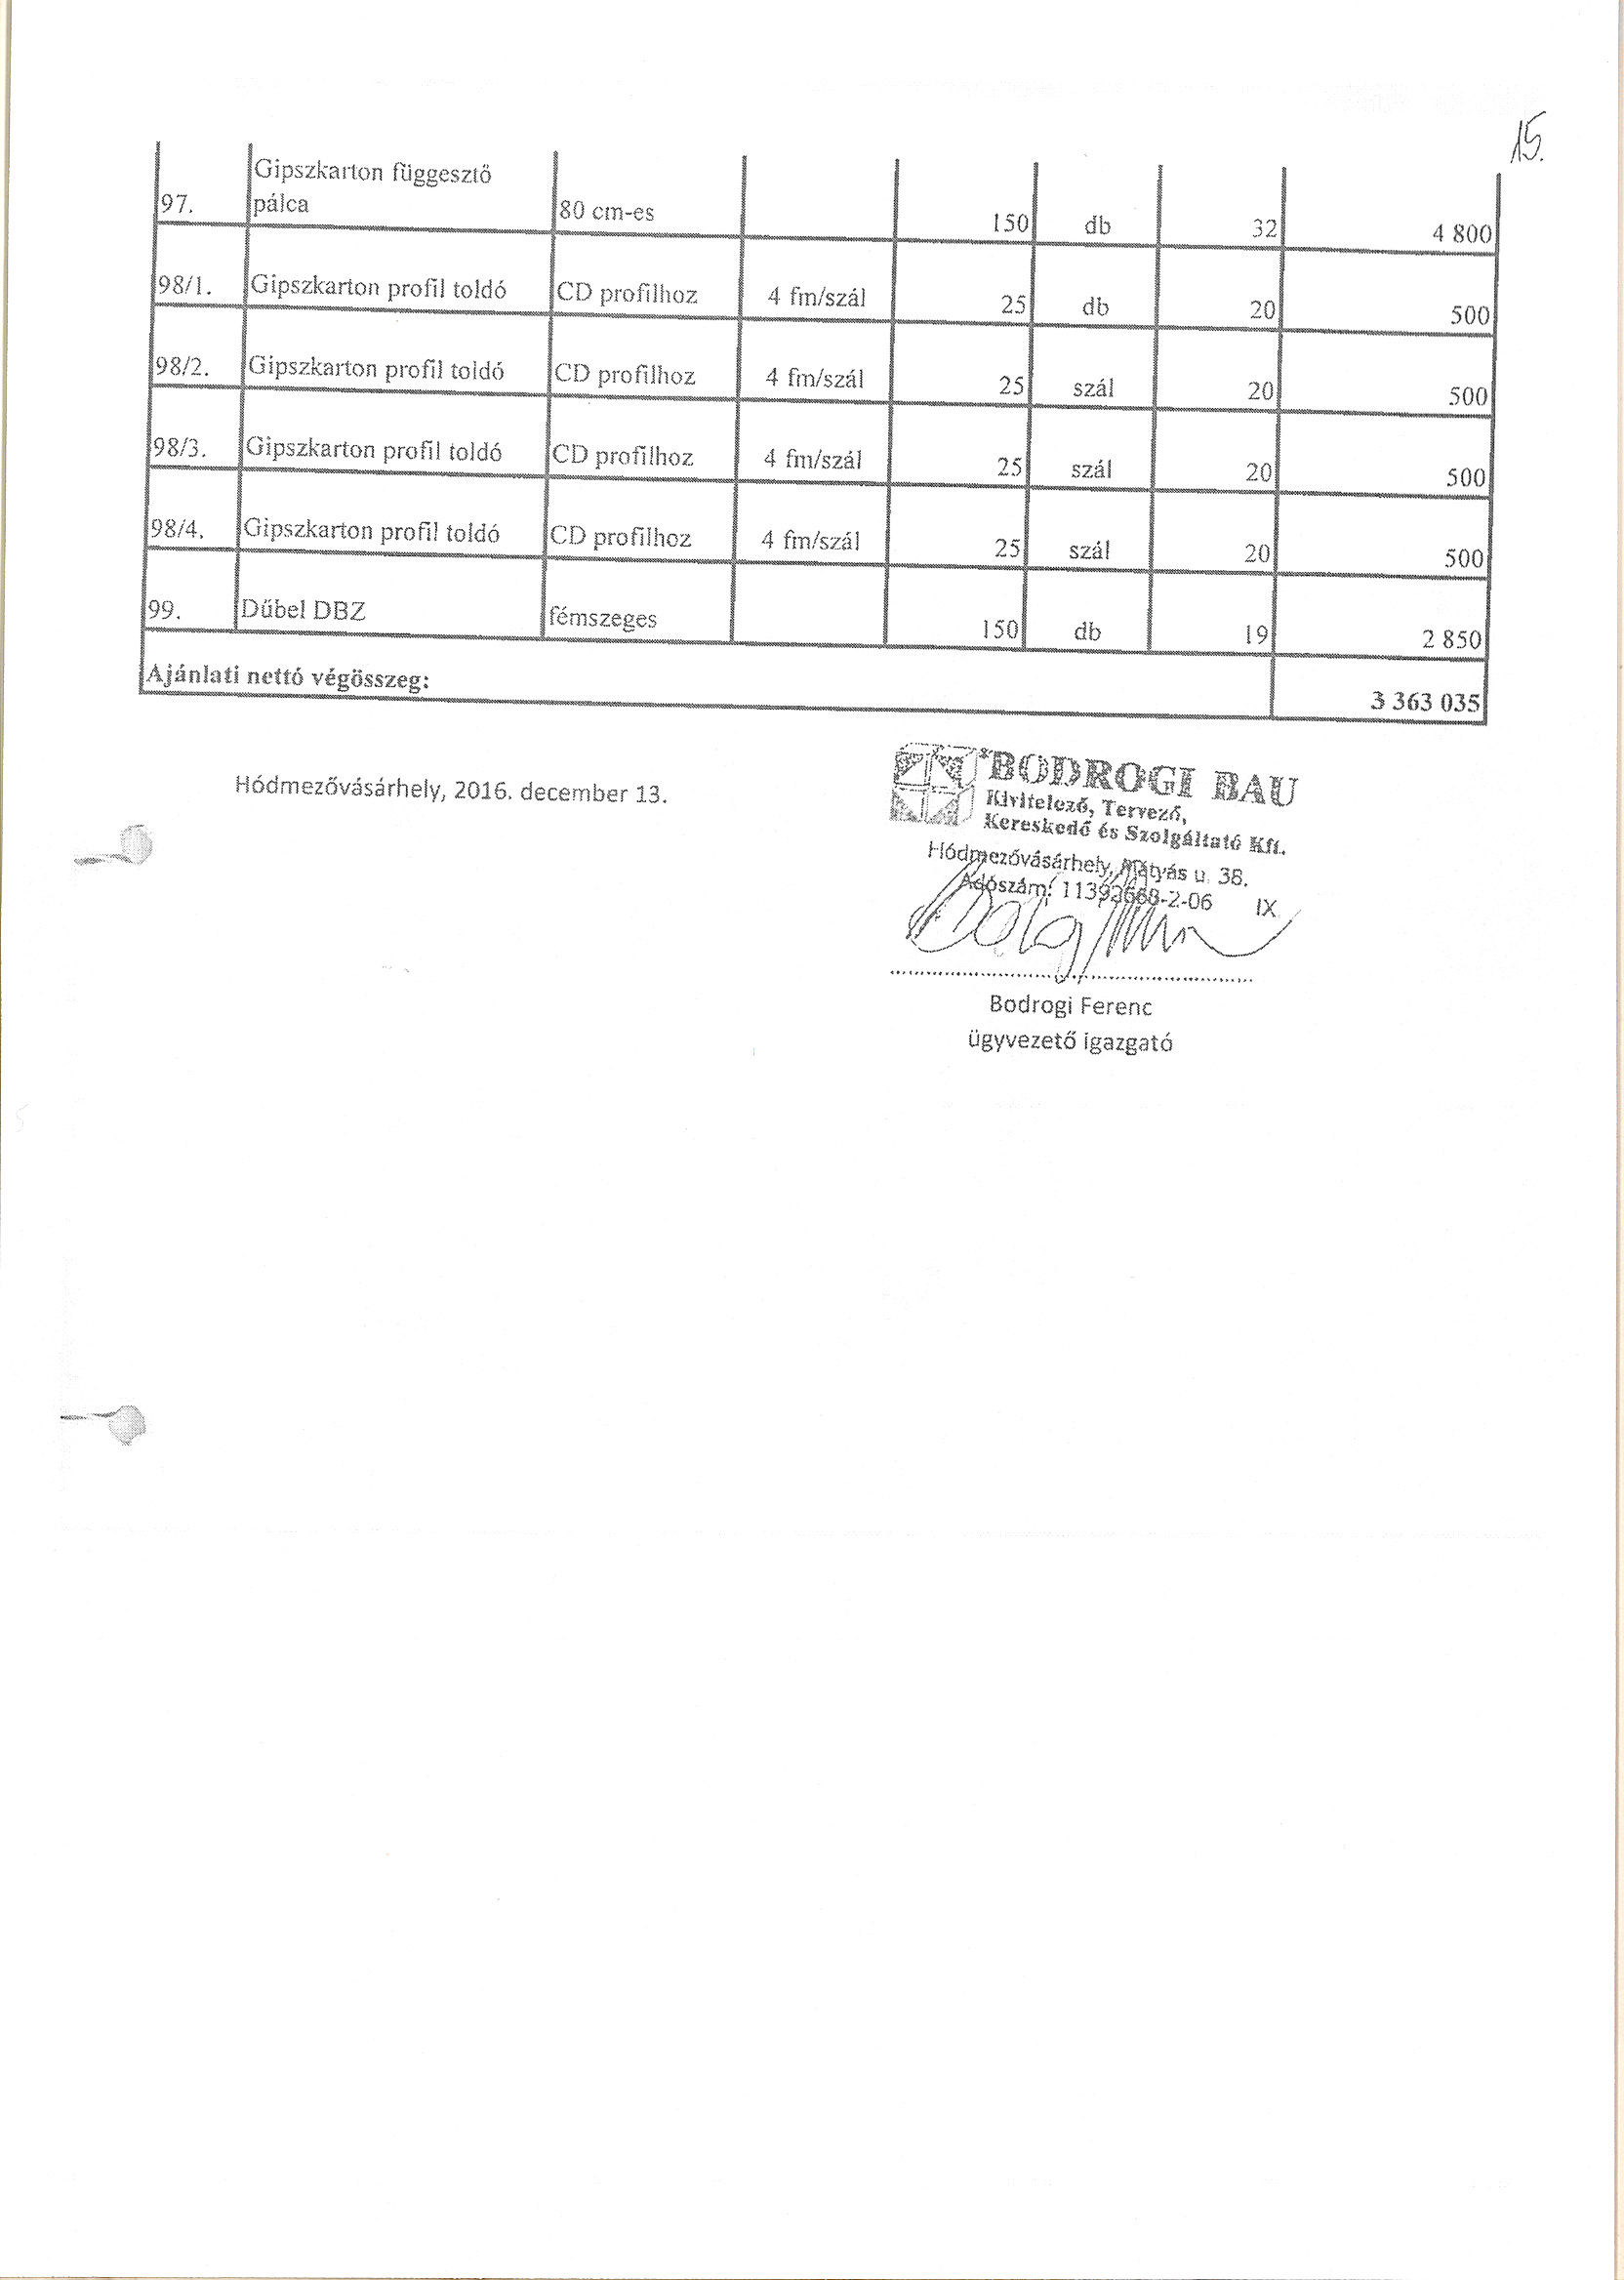 15.
97. Gipszkarton függesztő pálca 80 cm-es 150 db 32 4 800
98/1. Gipszkarton profil toldó CD profilhoz 4 fm/szál 25 db 20 500
98/2. Gipszkarton profil toldó CD profilhoz 4 fm/szál 25 szál 20 500
98/3. Gipszkarton profil toldó CD profilhoz 4 fm/szál 25 szál 20 500
98/4. Gipszkarton profil toldó CD profilhoz 4 fm/szál 25 szál 20 500
99. Dűbel DBZ fémszeges 150 db 19 2 850
Ajánlati nettó végösszeg: 3 363 035
Hódmezővásárhely, 2016. december 13.
BODROGI BAU
Kivitelező, Tervező,
Kereskedő és Szolgáltató Kft.
Hódmezővásárhely, Mátyás u. 38.
Adószám: IX
Bodrogi Ferenc
ügyvezető igazgató